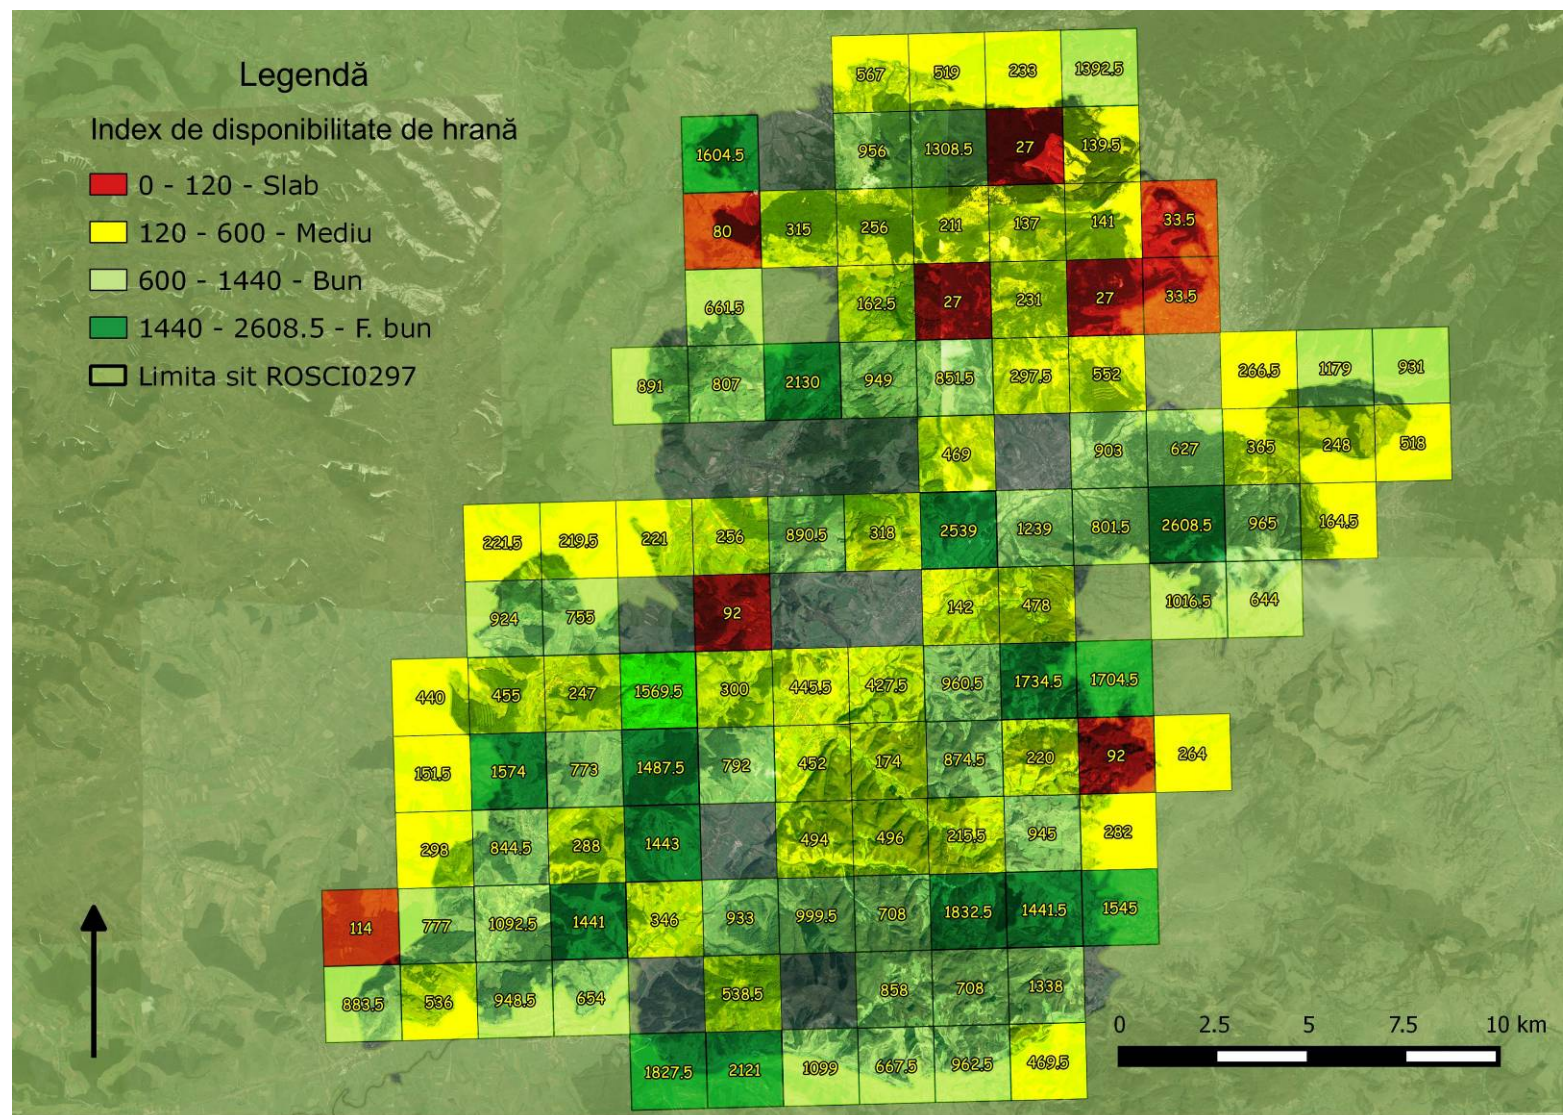 Legendă
Index de disponibilitate de hrană
0 - 120 - Slab
120 - 600 - Mediu
600 - 1440 - Bun
1440 - 2608.5 - F. bun
Limita sit ROSCI0297
567 519 233 1392.5
1604.5 956 1308.5 27 139.5
80 315 256 211 137 141 33.5
661.5 162.5 27 231 27 33.5
891 807 2130 949 851.5 297.5 552 266.5 1179 931
469 903 627 365 248 518
221.5 219.5 221 256 890.5 318 2539 1239 801.5 2608.5 965 164.5
924 755 92 142 478 1016.5 644
440 455 247 1569.5 300 445.5 427.5 960.5 1734.5 1704.5
151.5 1574 773 1487.5 792 452 174 874.5 220 92 264
298 844.5 288 1443 494 496 215.5 945 282
114 777 1092.5 1441 346 933 999.5 708 1832.5 1441.5 1545
883.5 536 948.5 654 538.5 858 708 1338
1827.5 2121 1099 667.5 962.5 469.5
0 2.5 5 7.5 10 km